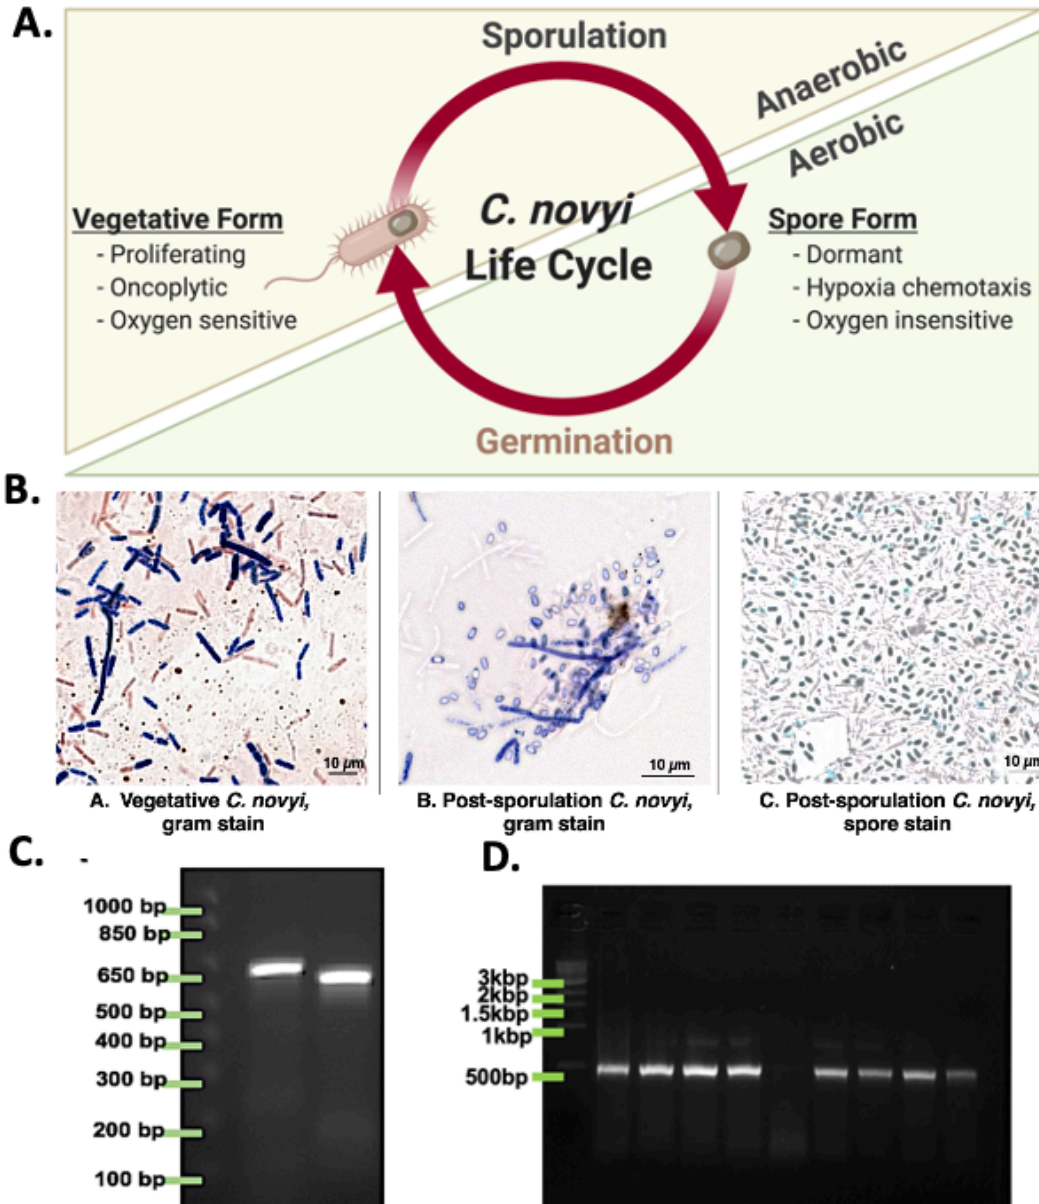 A.
Sporulation
Anaerobic
Aerobic
Vegetative Form
- Proliferating
- Oncoplytic
- Oxygen sensitive
C. novyi
Life Cycle
Spore Form
- Dormant
- Hypoxia chemotaxis
- Oxygen insensitive
Germination
B.
10 µm
10 µm
10 µm
A. Vegetative C. novyi,
gram stain
B. Post-sporulation C. novyi,
gram stain
C. Post-sporulation C. novyi,
spore stain
C.
1000 bp
850 bp
650 bp
500 bp
400 bp
300 bp
200 bp
100 bp
D.
3kbp
2kbp
1.5kbp
1kbp
500bp